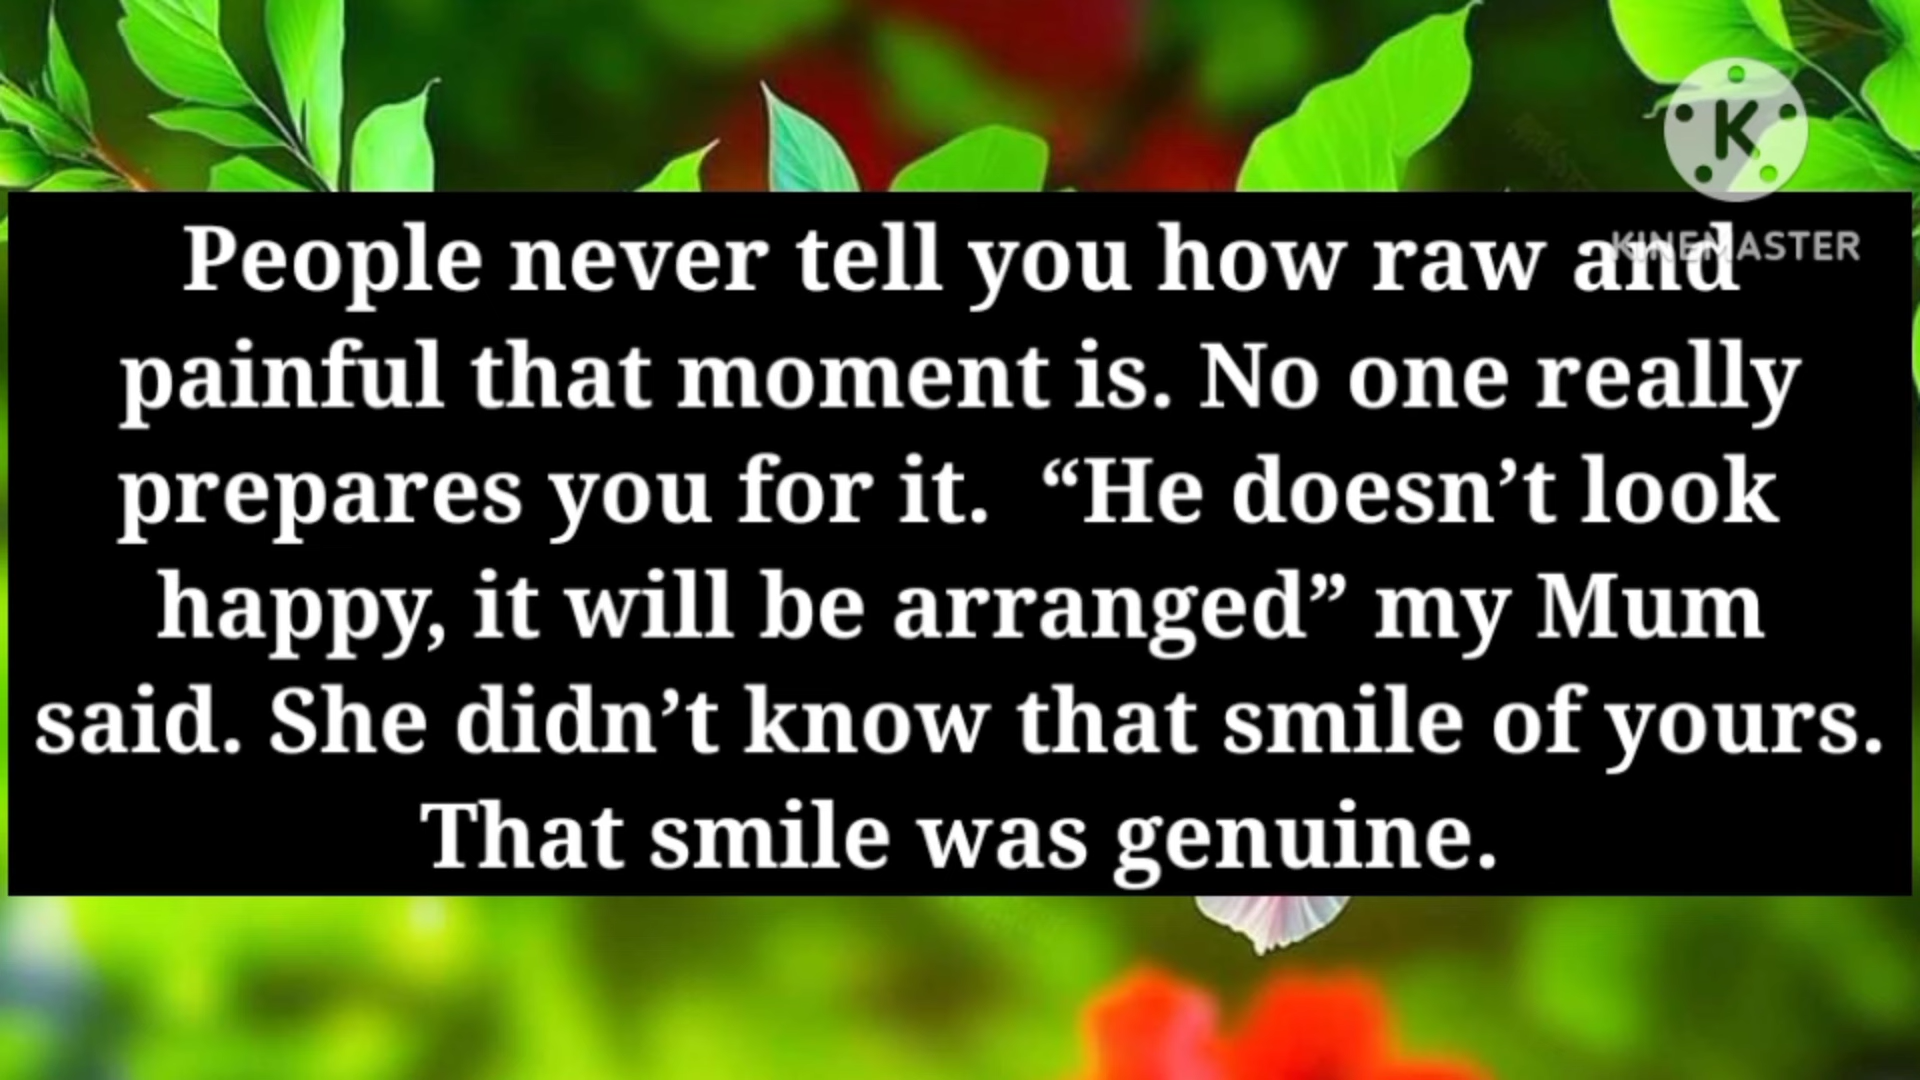 K
KINEMASTER
People never tell you how raw and
painful that moment is. No one really
prepares you for it.  “He doesn’t look
happy, it will be arranged” my Mum
said. She didn’t know that smile of yours.
That smile was genuine.